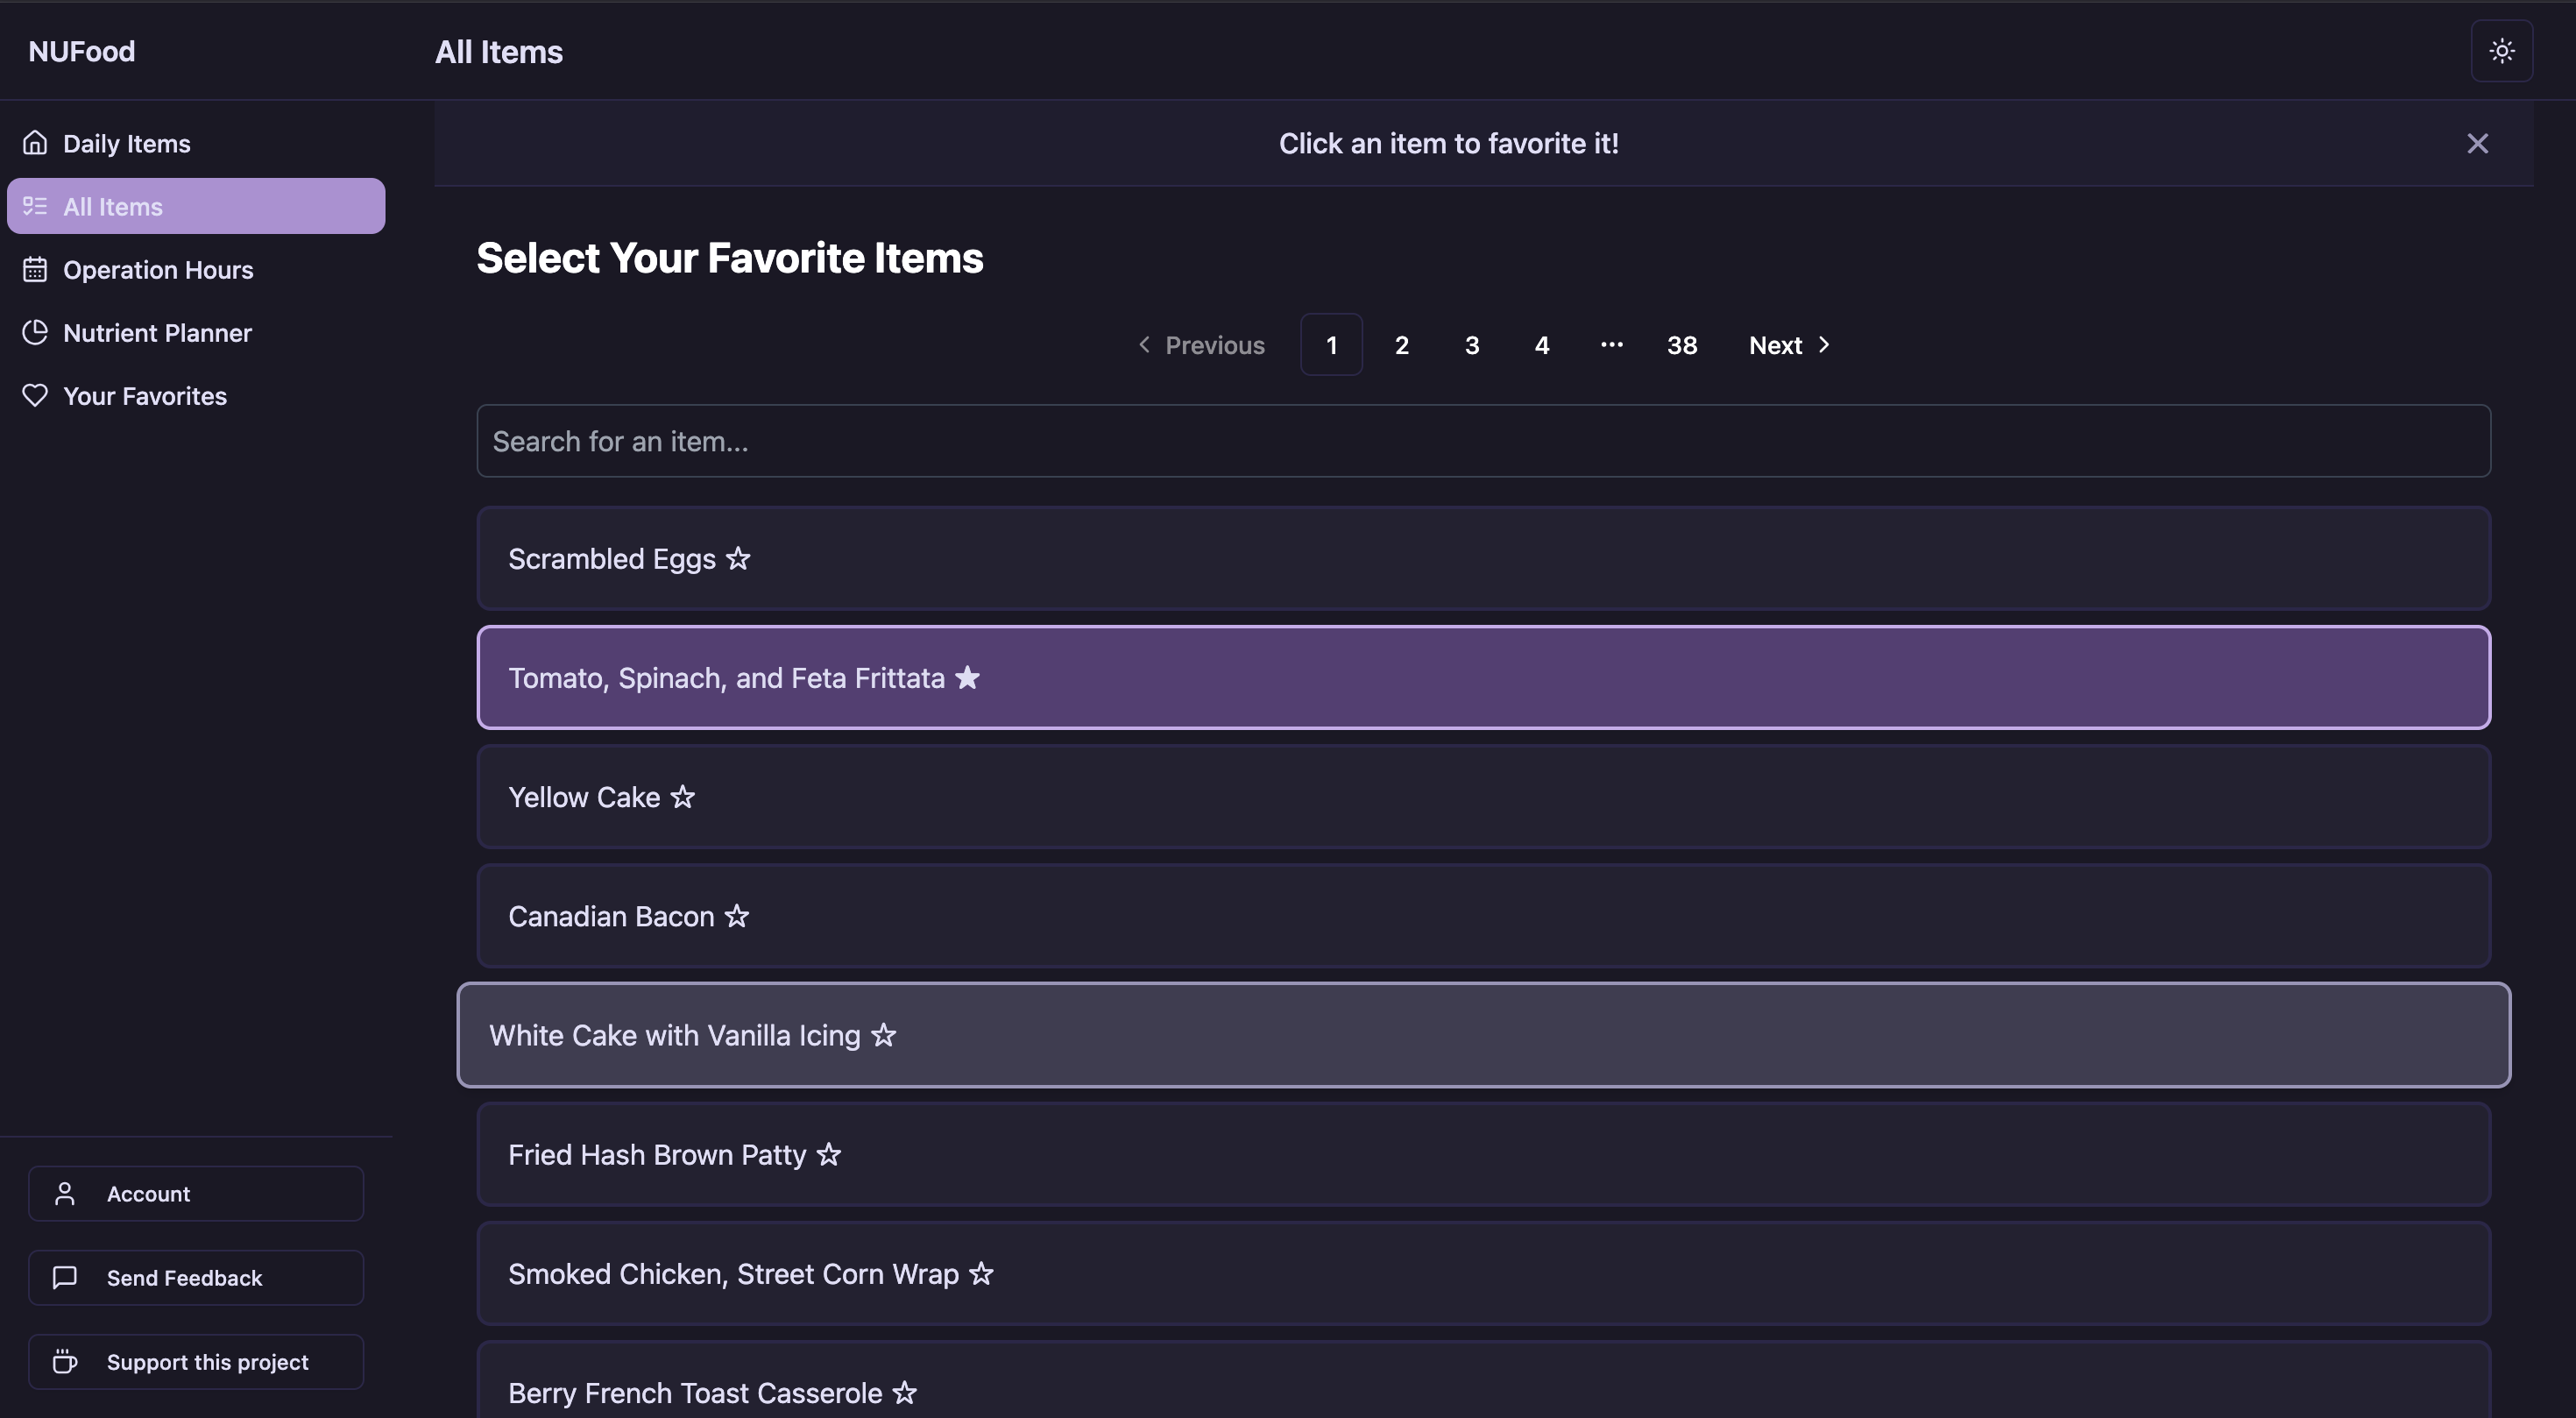 NUFood
All Items
Daily Items
All Items
Operation Hours
Nutrient Planner
Your Favorites
Account
Send Feedback
Support this project
Click an item to favorite it!
Select Your Favorite Items
Previous 1 2 3 4 ... 38 Next
Search for an item...
Scrambled Eggs
Tomato, Spinach, and Feta Frittata
Yellow Cake
Canadian Bacon
White Cake with Vanilla Icing
Fried Hash Brown Patty
Smoked Chicken, Street Corn Wrap
Berry French Toast Casserole